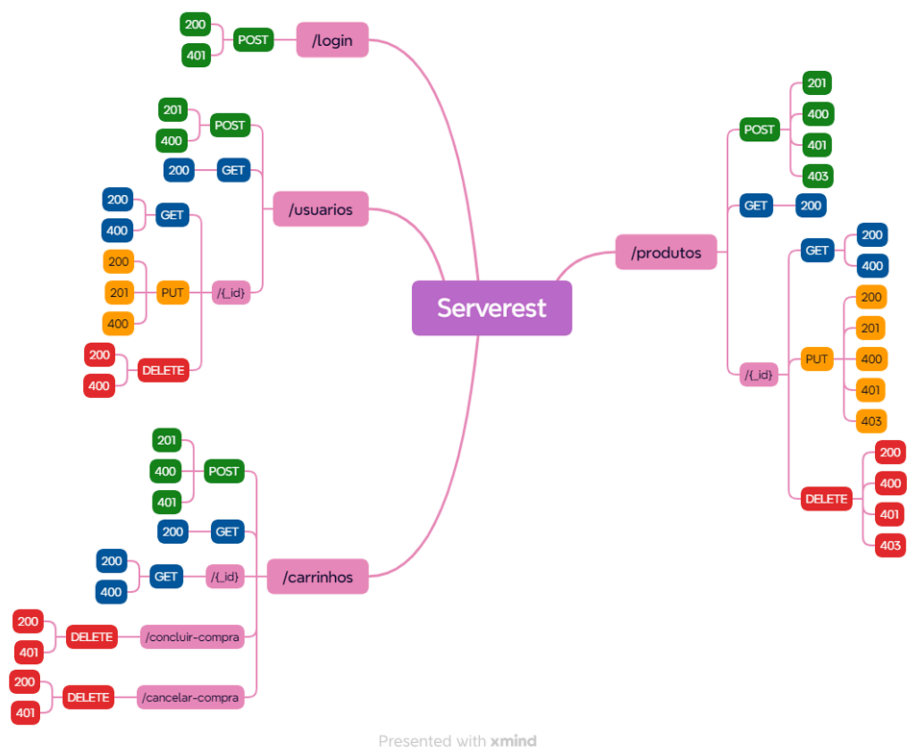 Serverest
/login
POST
200
401
/usuarios
POST
201
400
GET
200
/{_id}
GET
200
400
PUT
200
201
400
DELETE
200
400
/carrinhos
POST
201
400
401
GET
200
/{_id}
GET
200
400
/concluir-compra
DELETE
200
401
/cancelar-compra
DELETE
200
401
/produtos
POST
201
400
401
403
GET
200
/{_id}
GET
200
400
PUT
200
201
400
401
403
DELETE
200
400
401
403
Presented with xmind